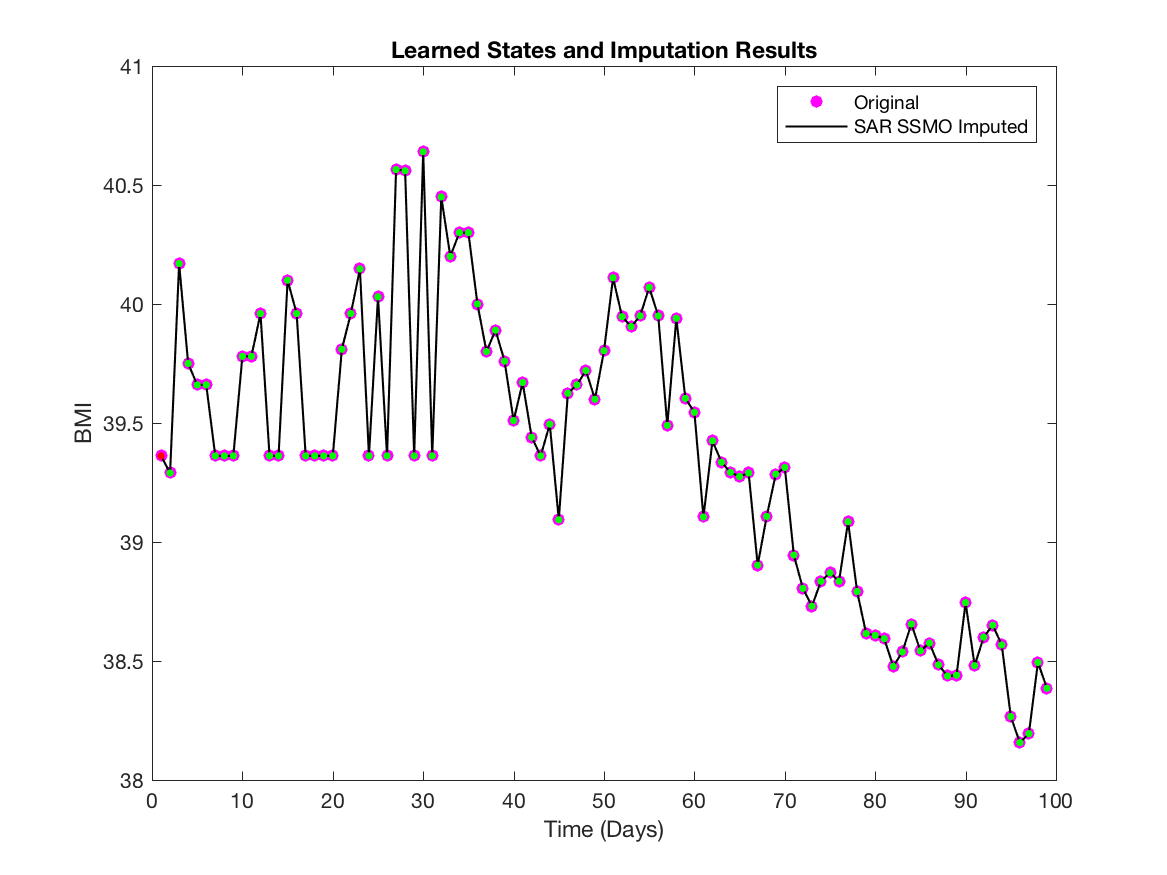 Learned States and Imputation Results
Original
SAR SSMO Imputed
BMI
41
40.5
40
39.5
39
38.5
38
0 10 20 30 40 50 60 70 80 90 100
Time (Days)